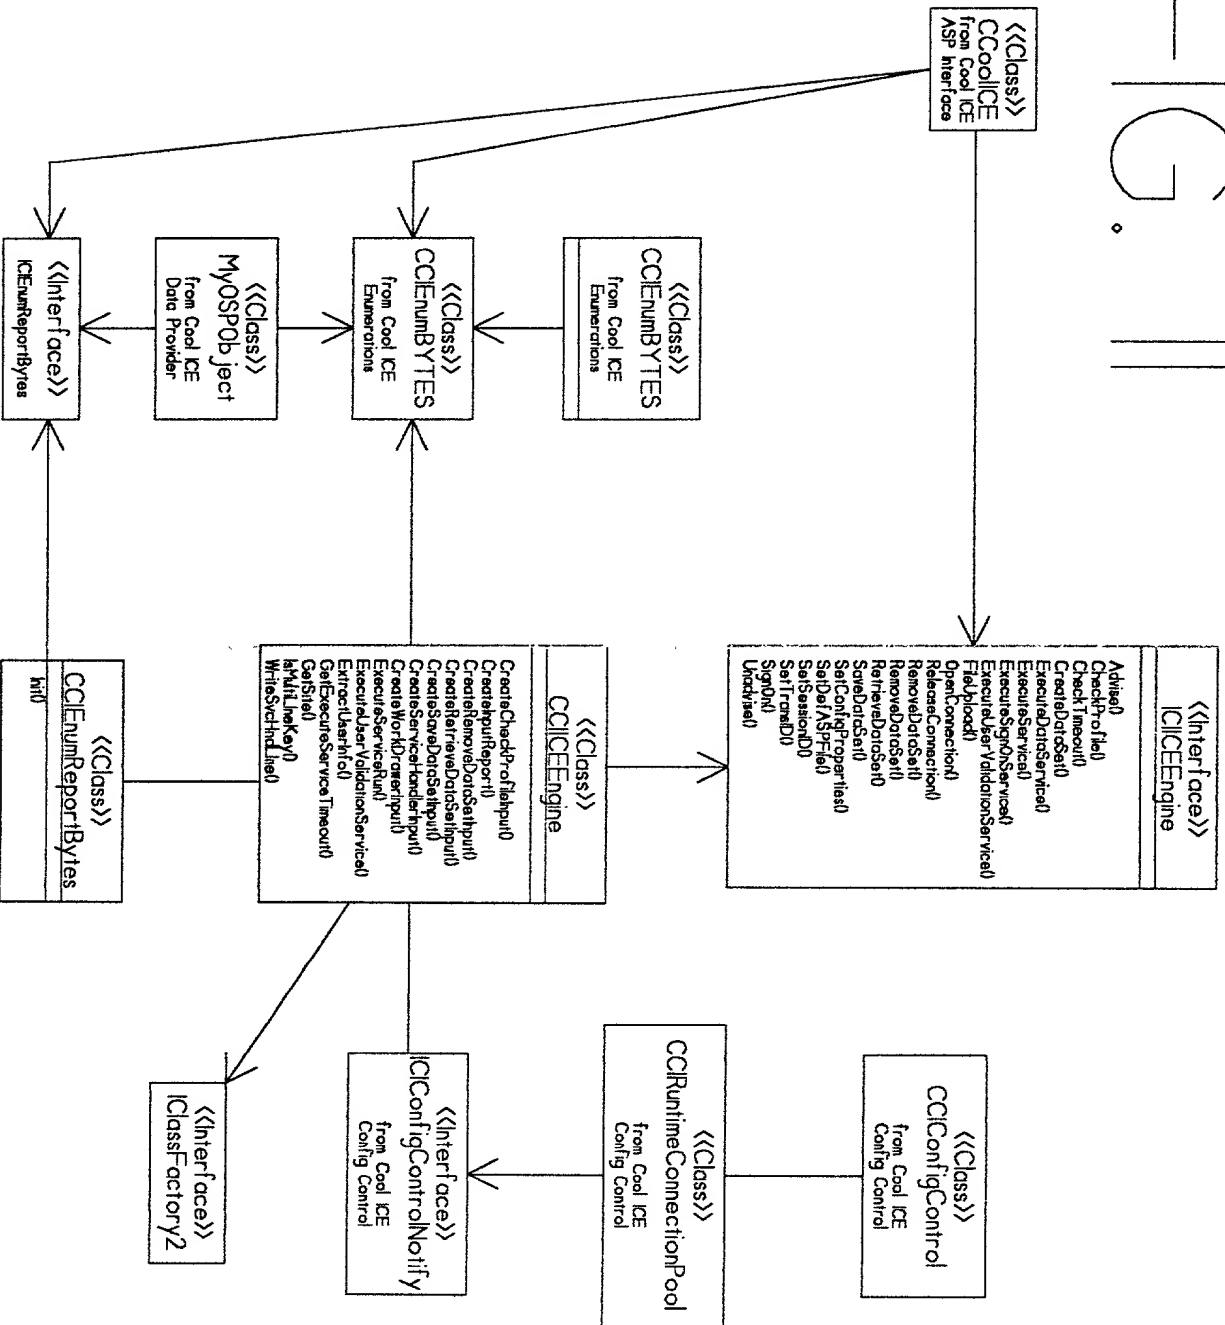 FIG. 11
<<Interface>>
ICIICEEngine
Advise()
CheckProfile()
CheckTimeout()
CreateDataSet()
ExecuteDataService()
ExecuteService()
ExecuteSignOnService()
ExecuteUserValidationService()
FileUpload()
OpenConnection()
ReleaseConnection()
RemoveDataSet()
RemoveDataSet()
RetrieveDataSet()
SaveDataSet()
SetConfigProperties()
SetDefASPFile()
SetSessionID()
SetTransID()
SignOn()
Unadvise()
<<Class>>
CCoolICE
from Cool ICE
ASP Interface
<<Class>>
CCIConfigControl
from Cool ICE
Config Control
<<Class>>
CCIRuntimeConnectionPool
from Cool ICE
Config Control
<<Class>>
CCIEnumBYTES
from Cool ICE
Enumerations
<<Class>>
CCIICEEngine
CreateCheckProfileInput()
CreateInputReport()
CreateRemoveDataSetInput()
CreateRetrieveDataSetInput()
CreateSaveDataSetInput()
CreateServiceHandlerInput()
CreateWorkDrawerInput()
ExecuteServiceRun()
ExecuteUserValidationService()
ExtractUserInfo()
GetExecuteServiceTimeout()
GetSite()
IsMultiLineKey()
WriteSvcHndLine()
<<Interface>>
ICIConfigControlNotify
from Cool ICE
Config Control
<<Class>>
CCIEnumBYTES
from Cool ICE
Enumerations
<<Class>>
MyOSPObject
from Cool ICE
Data Provider
<<Interface>>
IClassFactory2
<<Class>>
CCIEnumReportBytes
Init()
<<Interface>>
ICIEnumReportBytes